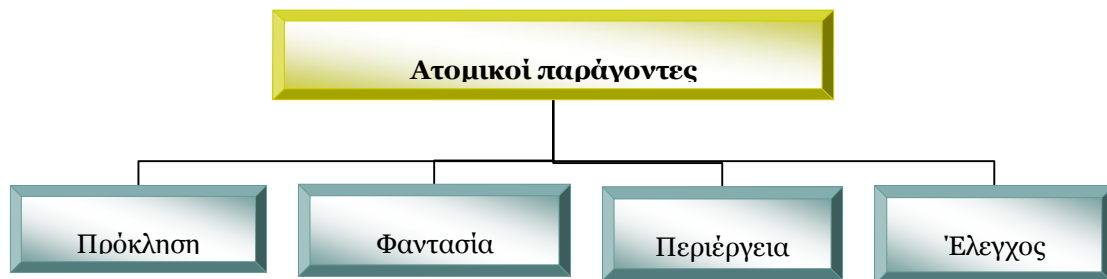 Ατομικοί παράγοντες
Πρόκληση
Φαντασία
Περιέργεια
Έλεγχος